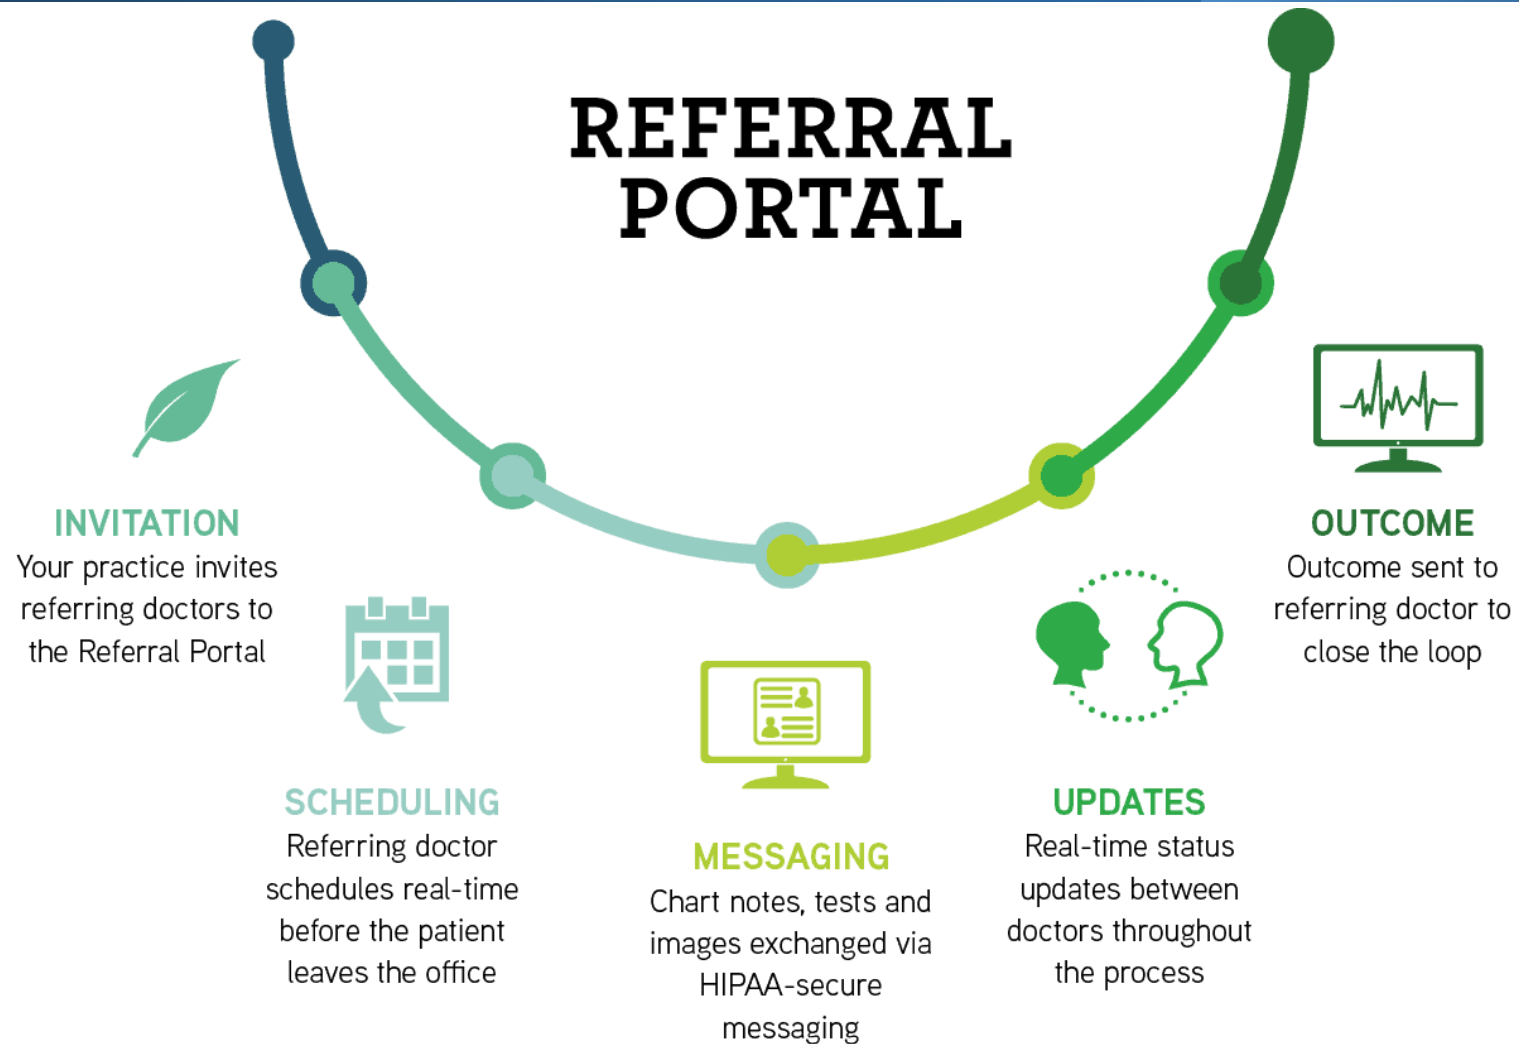 REFERRAL
PORTAL
INVITATION
Your practice invites
referring doctors to
the Referral Portal
SCHEDULING
Referring doctor
schedules real-time
before the patient
leaves the office
MESSAGING
Chart notes, tests and
images exchanged via
HIPAA-secure
messaging
UPDATES
Real-time status
updates between
doctors throughout
the process
OUTCOME
Outcome sent to
referring doctor to
close the loop